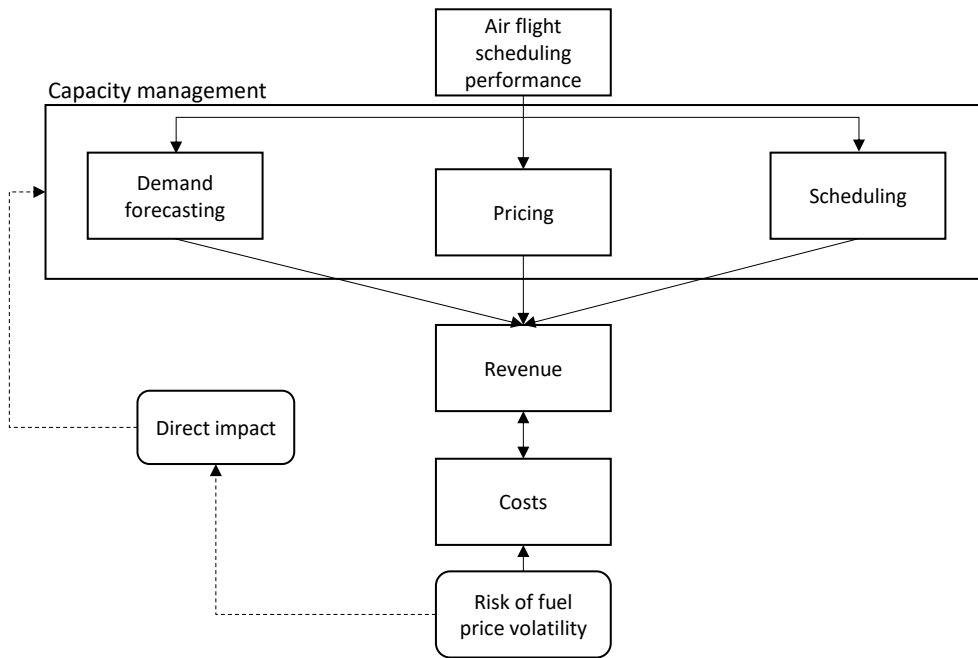 Air flight
scheduling
performance
Capacity management
Demand
forecasting
Pricing
Scheduling
Revenue
Direct impact
Costs
Risk of fuel
price volatility